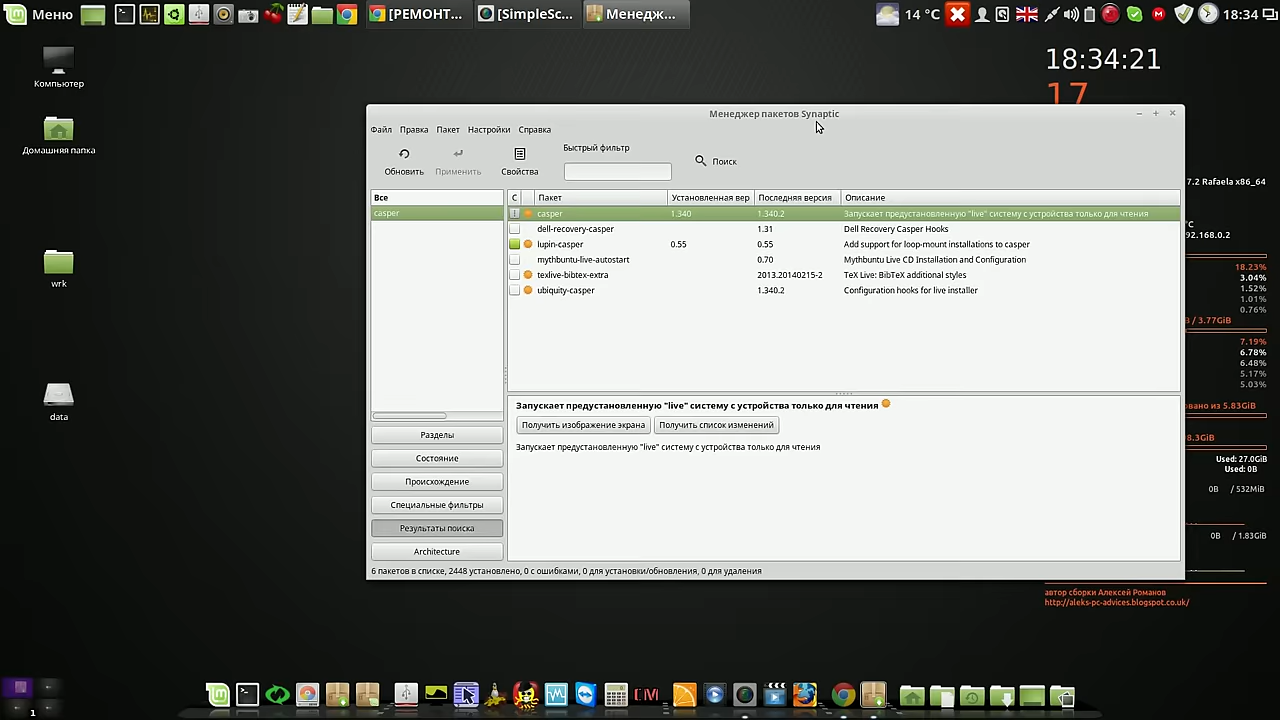 Меню
[РЕМОНТ...
[SimpleSc...
Менедж...
14 °C
18:34
Компьютер
Домашняя папка
wrk
data
18:34:21
17
7.2 Rafaela x86_64
°C
92.168.0.2
18.23%
3.04%
1.52%
1.01%
0.76%
/ 3.77GiB
7.19%
6.78%
6.48%
5.17%
5.03%
овано из 5.83GiB
8.3GiB
Used: 27.0GiB
Used: 0B
0B / 532MiB
0B / 1.83GiB
автор сборки Алексей Романов
http://aleks-pc-advices.blogspot.co.uk/
Менеджер пакетов Synaptic
Файл Правка Пакет Настройки Справка
Обновить Применить Свойства
Быстрый фильтр
Поиск
Все
casper
С Пакет Установленная вер Последняя версия Описание
casper 1.340 1.340.2 Запускает предустановленную "live" систему с устройства только для чтения
dell-recovery-casper 1.31 Dell Recovery Casper Hooks
lupin-casper 0.55 0.55 Add support for loop-mount installations to casper
mythbuntu-live-autostart 0.70 Mythbuntu Live CD Installation and Configuration
texlive-bibtex-extra 2013.20140215-2 TeX Live: BibTeX additional styles
ubiquity-casper 1.340.2 Configuration hooks for live installer
Запускает предустановленную "live" систему с устройства только для чтения
Получить изображение экрана Получить список изменений
Запускает предустановленную "live" систему с устройства только для чтения
Разделы
Состояние
Происхождение
Специальные фильтры
Результаты поиска
Architecture
6 пакетов в списке, 2448 установлено, 0 с ошибками, 0 для установки/обновления, 0 для удаления
1